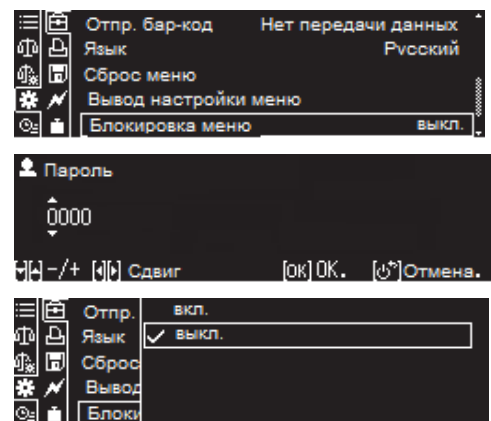 Отпр. бар-код Нет передачи данных
Язык Русский
Сброс меню
Вывод настройки меню
Блокировка меню выкл.
Пароль
0000
−/+ Сдвиг [OK]OK. Отмена.
Отпр. вкл.
Язык выкл.
Сброс
Вывод
Блоки